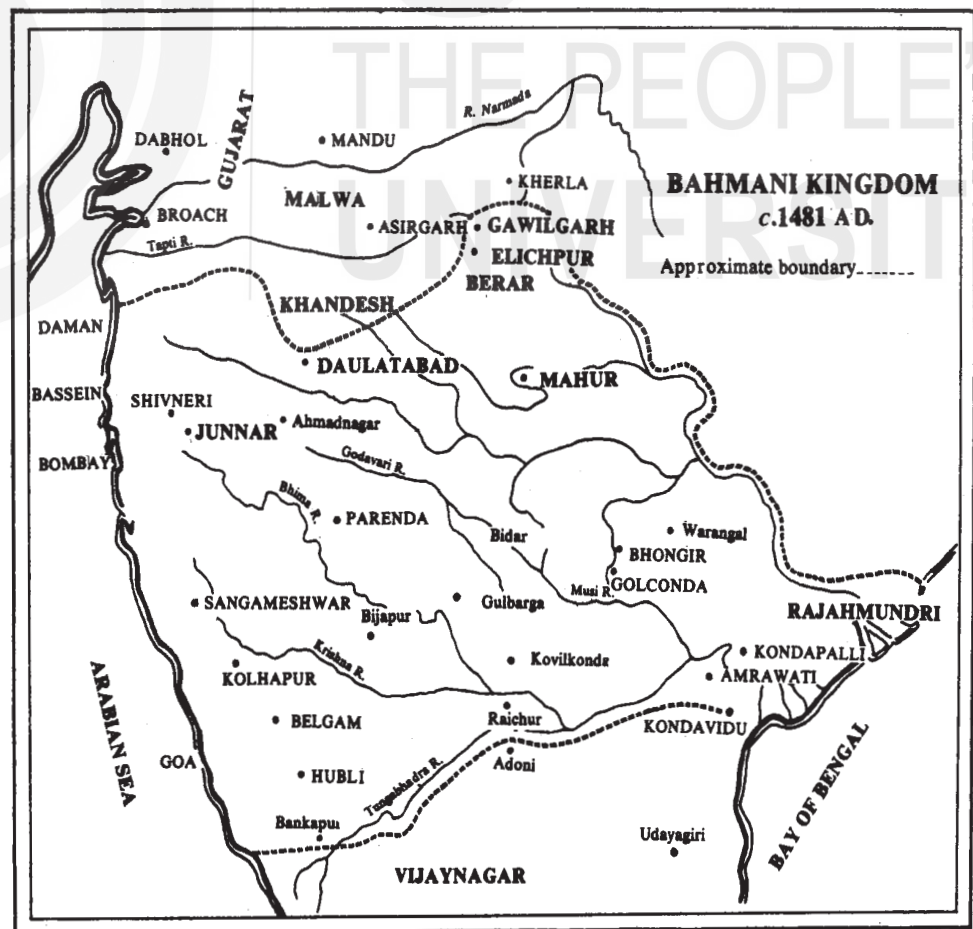 THE PEOPLE'
UNIVERSIT
BAHMANI KINGDOM
c.1481 A.D.
Approximate boundary
DABHOL
GUJARAT
MANDU
R. Narmada
KHERLA
MALWA
BROACH
ASIRGARH
GAWILGARH
Tapti R.
ELICHPUR
BERAR
KHANDESH
DAMAN
DAULATABAD
MAHUR
BASSEIN
SHIVNERI
JUNNAR
Ahmadnagar
BOMBAY
Godavari R.
Bhima R.
PARENDA
Bidar
Warangal
BHONGIR
GOLCONDA
Musi R.
SANGAMESHWAR
Gulbarga
RAJAHMUNDRI
Bijapur
KONDAPALLI
Kovilkonda
Krishna R.
KOLHAPUR
AMRAWATI
ARABIAN SEA
BELGAM
Raichur
KONDAVIDU
GOA
Adoni
HUBLI
Tungabhadra R.
BAY OF BENGAL
Bankapur
Udayagiri
VIJAYNAGAR